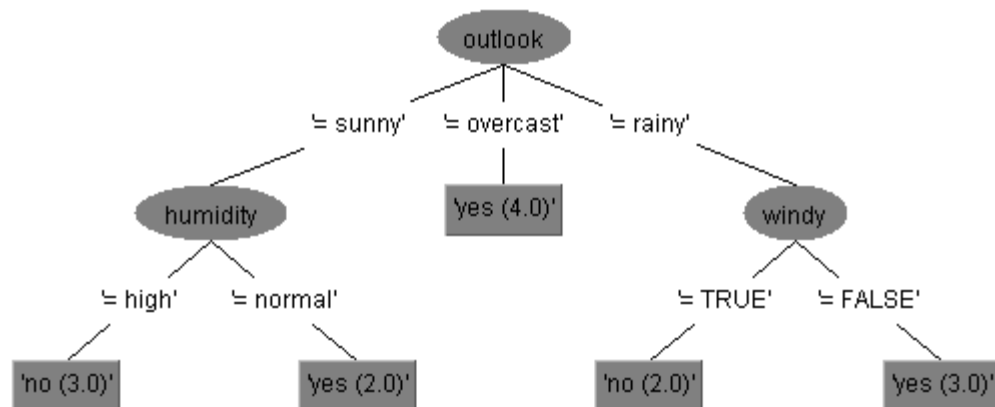 outlook
'= sunny' '= overcast' '= rainy'
humidity 'yes (4.0)' windy
'= high' '= normal' '= TRUE' '= FALSE'
'no (3.0)' 'yes (2.0)' 'no (2.0)' 'yes (3.0)'